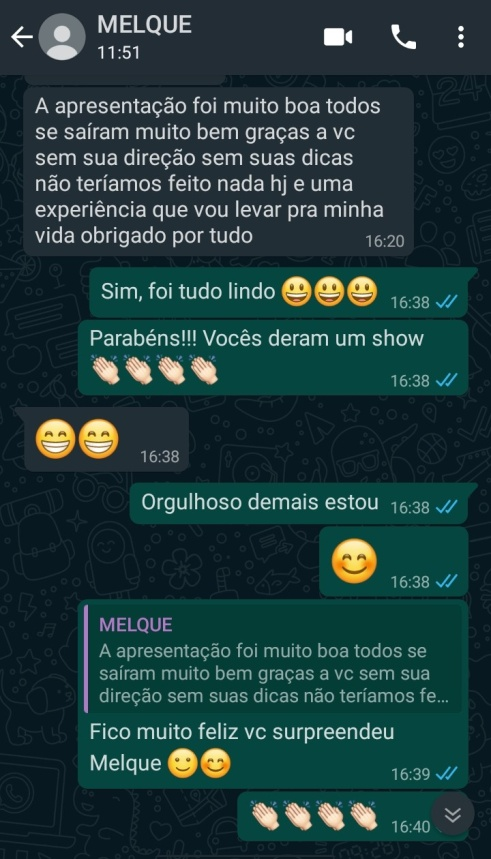 MELQUE
11:51
A apresentação foi muito boa todos
se saíram muito bem graças a vc
sem sua direção sem suas dicas
não teríamos feito nada hj e uma
experiência que vou levar pra minha
vida obrigado por tudo
16:20
Sim, foi tudo lindo 😃😃😃 16:38
Parabéns!!! Vocês deram um show
👏🏻👏🏻👏🏻👏🏻 16:38
😁😁 16:38
Orgulhoso demais estou 16:38
😊 16:38
MELQUE
A apresentação foi muito boa todos se
saíram muito bem graças a vc sem sua
direção sem suas dicas não teríamos fe...
Fico muito feliz vc surpreendeu
Melque 🙂😊 16:39
👏🏻👏🏻👏🏻👏🏻 16:40